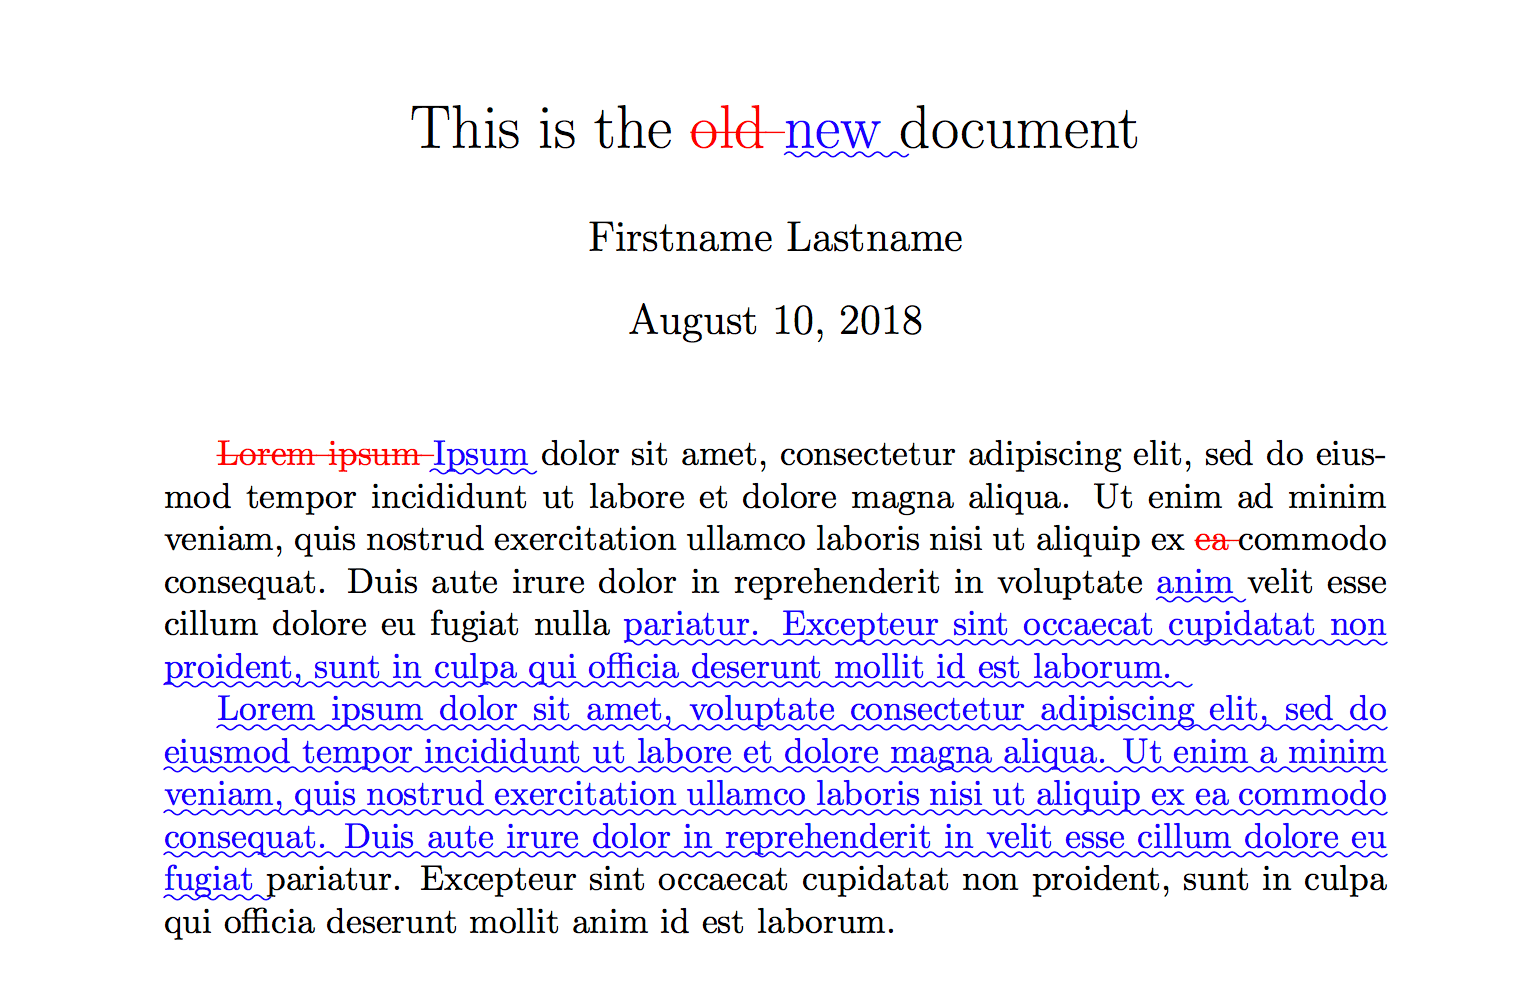 This is the old new document
Firstname Lastname
August 10, 2018
Lorem ipsum Ipsum dolor sit amet, consectetur adipiscing elit, sed do eius-
mod tempor incididunt ut labore et dolore magna aliqua. Ut enim ad minim
veniam, quis nostrud exercitation ullamco laboris nisi ut aliquip ex ea commodo
consequat. Duis aute irure dolor in reprehenderit in voluptate anim velit esse
cillum dolore eu fugiat nulla pariatur. Excepteur sint occaecat cupidatat non
proident, sunt in culpa qui officia deserunt mollit id est laborum.
Lorem ipsum dolor sit amet, voluptate consectetur adipiscing elit, sed do
eiusmod tempor incididunt ut labore et dolore magna aliqua. Ut enim a minim
veniam, quis nostrud exercitation ullamco laboris nisi ut aliquip ex ea commodo
consequat. Duis aute irure dolor in reprehenderit in velit esse cillum dolore eu
fugiat pariatur. Excepteur sint occaecat cupidatat non proident, sunt in culpa
qui officia deserunt mollit anim id est laborum.